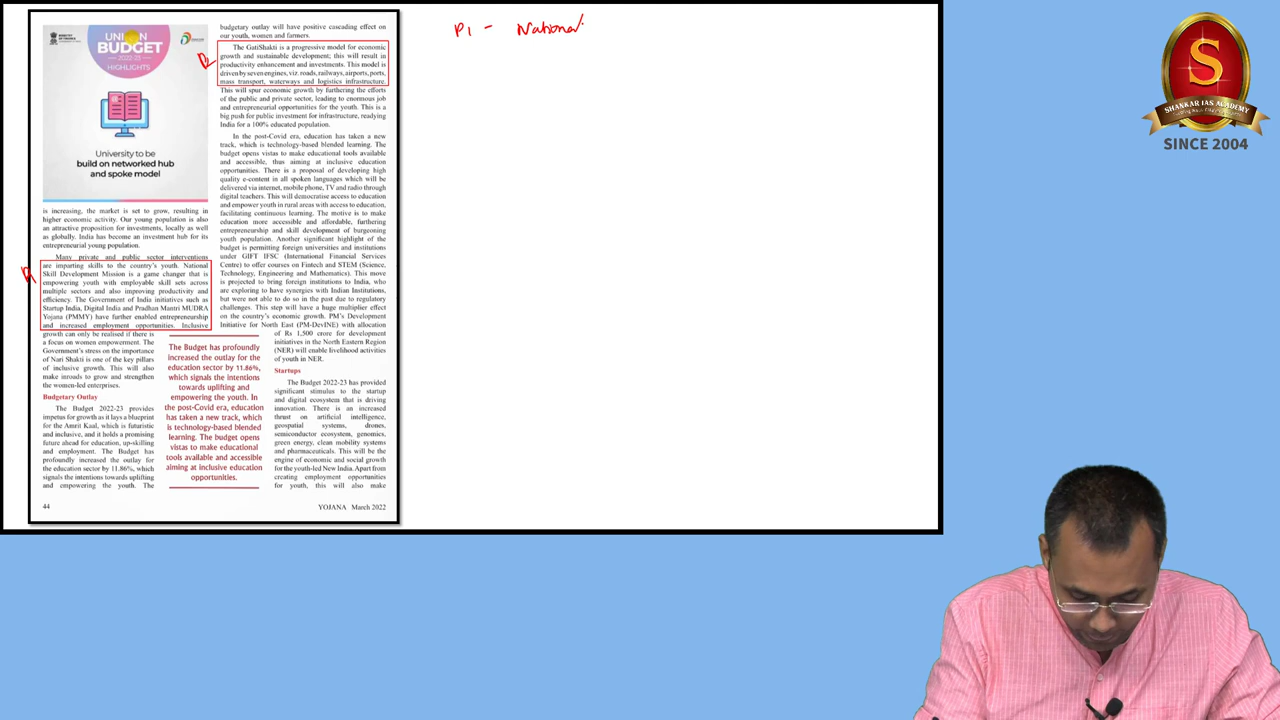 UNION
BUDGET
2022-23
HIGHLIGHTS
University to be
build on networked hub
and spoke model
is increasing, the market is set to grow, resulting in
higher economic activity. Our young population is also
an attractive proposition for investments, locally as well
as globally. India has become an investment hub for its
entrepreneurial young population.
Many private and public sector interventions
are imparting skills to the country's youth. National
Skill Development Mission is a game changer that is
empowering youth with employable skill sets across
multiple sectors and also improving productivity and
efficiency. The Government of India initiatives such as
Startup India, Digital India and Pradhan Mantri MUDRA
Yojana (PMMY) have further enabled entrepreneurship
and increased employment opportunities. Inclusive
growth can only be realised if there is
a focus on women empowerment. The
Government's stress on the importance
of Nari Shakti is one of the key pillars
of inclusive growth. This will also
make inroads to grow and strengthen
the women-led enterprises.
Budgetary Outlay
The Budget 2022-23 provides
impetus for growth as it lays a blueprint
for the Amrit Kaal, which is futuristic
and inclusive, and it holds a promising
future ahead for education, up-skilling
and employment. The Budget has
profoundly increased the outlay for
the education sector by 11.86%, which
signals the intentions towards uplifting
and empowering the youth. The
The Budget has profoundly
increased the outlay for the
education sector by 11.86%,
which signals the intentions
towards uplifting and
empowering the youth. In
the post-Covid era, education
has taken a new track, which
is technology-based blended
learning. The budget opens
vistas to make educational
tools available and accessible
aiming at inclusive education
opportunities.
budgetary outlay will have positive cascading effect on
our youth, women and farmers.
The GatiShakti is a progressive model for economic
growth and sustainable development; this will result in
productivity enhancement and investments. This model is
driven by seven engines, viz. roads, railways, airports, ports,
mass transport, waterways and logistics infrastructure.
This will spur economic growth by furthering the efforts
of the public and private sector, leading to enormous job
and entrepreneurial opportunities for the youth. This is a
big push for public investment for infrastructure, readying
India for a 100% educated population.
In the post-Covid era, education has taken a new
track, which is technology-based blended learning. The
budget opens vistas to make educational tools available
and accessible, thus aiming at inclusive education
opportunities. There is a proposal of developing high
quality e-content in all spoken languages which will be
delivered via internet, mobile phone, TV and radio through
digital teachers. This will democratise access to education
and empower youth in rural areas with access to education,
facilitating continuous learning. The motive is to make
education more accessible and affordable, furthering
entrepreneurship and skill development of burgeoning
youth population. Another significant highlight of the
budget is permitting foreign universities and institutions
under GIFT IFSC (International Financial Services
Centre) to offer courses on Fintech and STEM (Science,
Technology, Engineering and Mathematics). This move
is projected to bring foreign institutions to India, who
are exploring to have synergies with Indian Institutions,
but were not able to do so in the past due to regulatory
challenges. This step will have a huge multiplier effect
on the country's economic growth. PM's Development
Initiative for North East (PM-DevINE) with allocation
of Rs 1,500 crore for development
initiatives in the North Eastern Region
(NER) will enable livelihood activities
of youth in NER.
Startups
The Budget 2022-23 has provided
significant stimulus to the startup
and digital ecosystem that is driving
innovation. There is an increased
thrust on artificial intelligence,
geospatial systems, drones,
semiconductor ecosystem, genomics,
green energy, clean mobility systems
and pharmaceuticals. This will be the
engine of economic and social growth
for the youth-led New India. Apart from
creating employment opportunities
for youth, this will also make
44
YOJANA March 2022
P1 - National
SHANKAR IAS ACADEMY
SINCE 2004